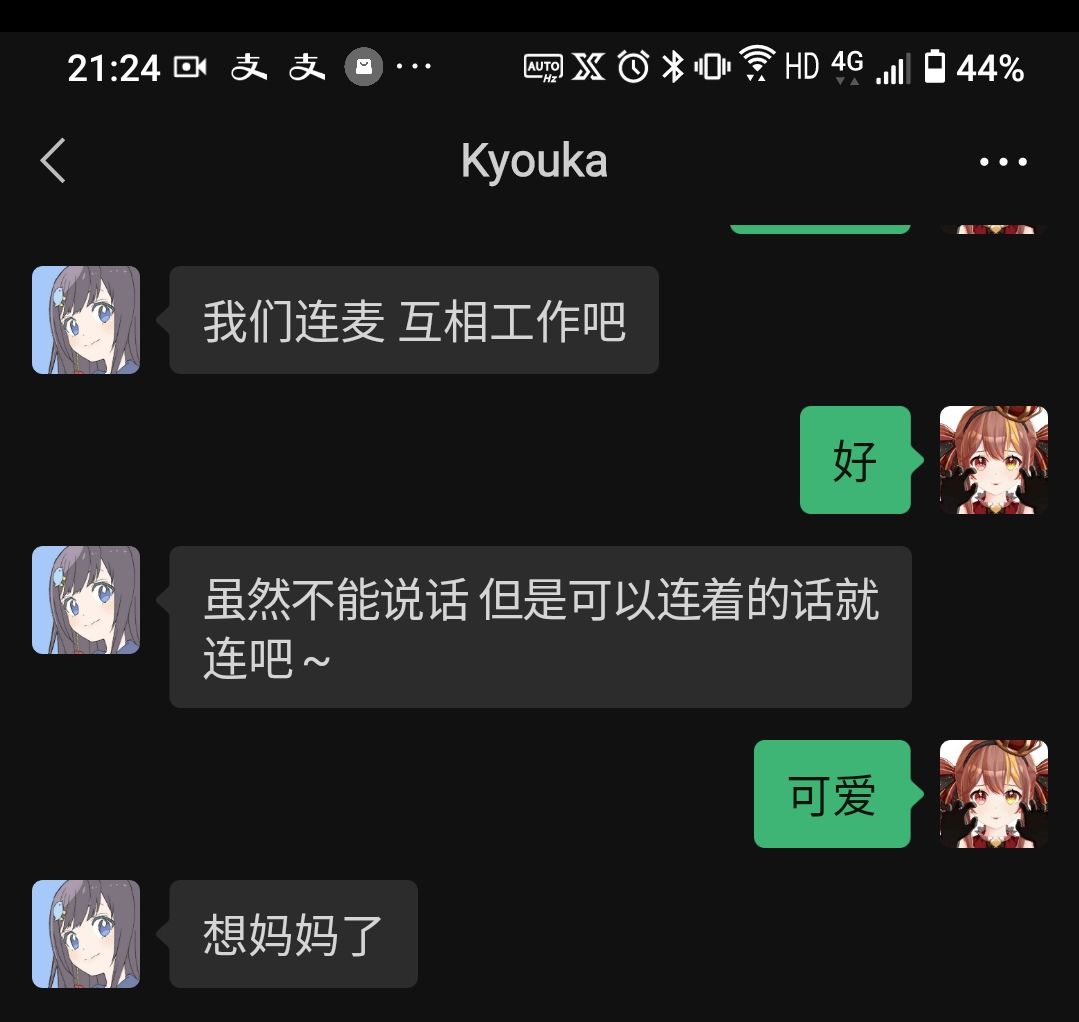 21:24
支 支
AUTO
Hz
HD
4G
44%
Kyouka
我们连麦 互相工作吧
好
虽然不能说话 但是可以连着的话就
连吧～
可爱
想妈妈了